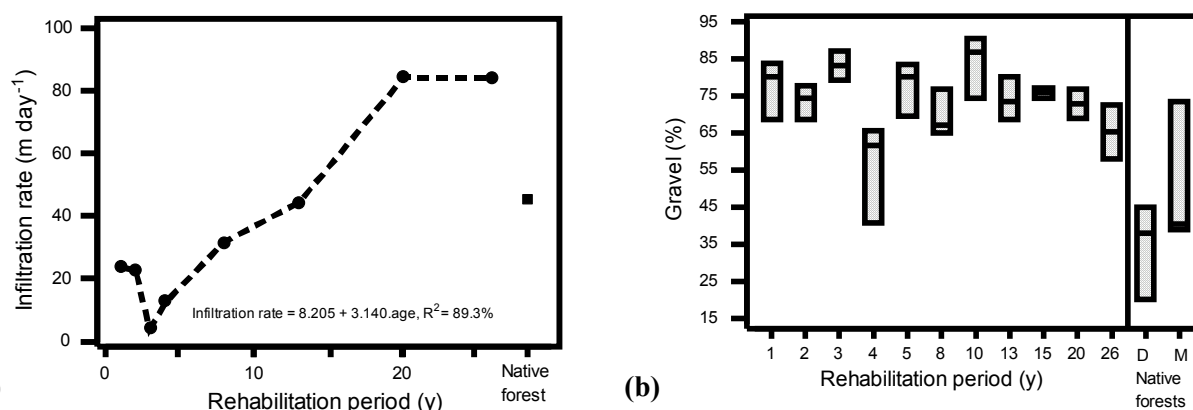 100
80
60
40
20
0
Infiltration rate (m day⁻¹)
Infiltration rate = 8.205 + 3.140.age, R² = 89.3%
0 10 20 Native
forest
Rehabilitation period (y)
(b)
95
85
75
65
55
45
35
25
15
Gravel (%)
1 2 3 4 5 8 10 13 15 20 26 D M
Rehabilitation period (y) Native
forests